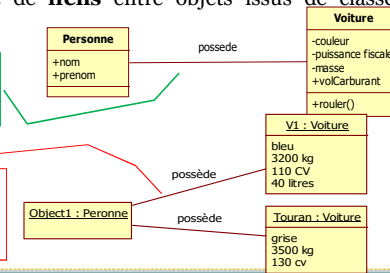 de liens entre objets issus de classe
Personne
+nom
+prenom
possede
Voiture
-couleur
-puissance fiscale
-masse
+volCarburant
+rouler()
V1 : Voiture
bleu
3200 kg
110 CV
40 litres
possède
Object1 : Peronne
possède
Touran : Voiture
grise
3500 kg
130 cv